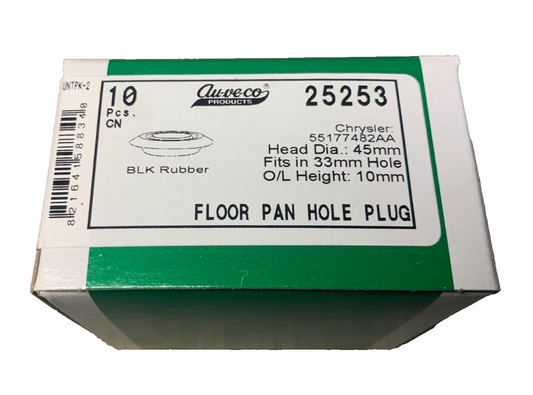 UNTPK-2
821641588340
10
Pcs.
CN
au-ve-co®
PRODUCTS
25253
Chrysler:
55177482AA
Head Dia.: 45mm
Fits in 33mm Hole
O/L Height: 10mm
BLK Rubber
FLOOR PAN HOLE PLUG